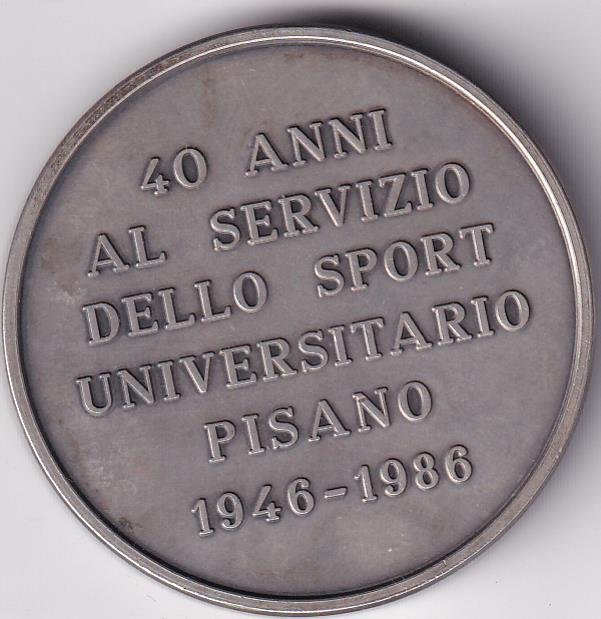 40 ANNI
AL SERVIZIO
DELLO SPORT
UNIVERSITARIO
PISANO
1946-1986